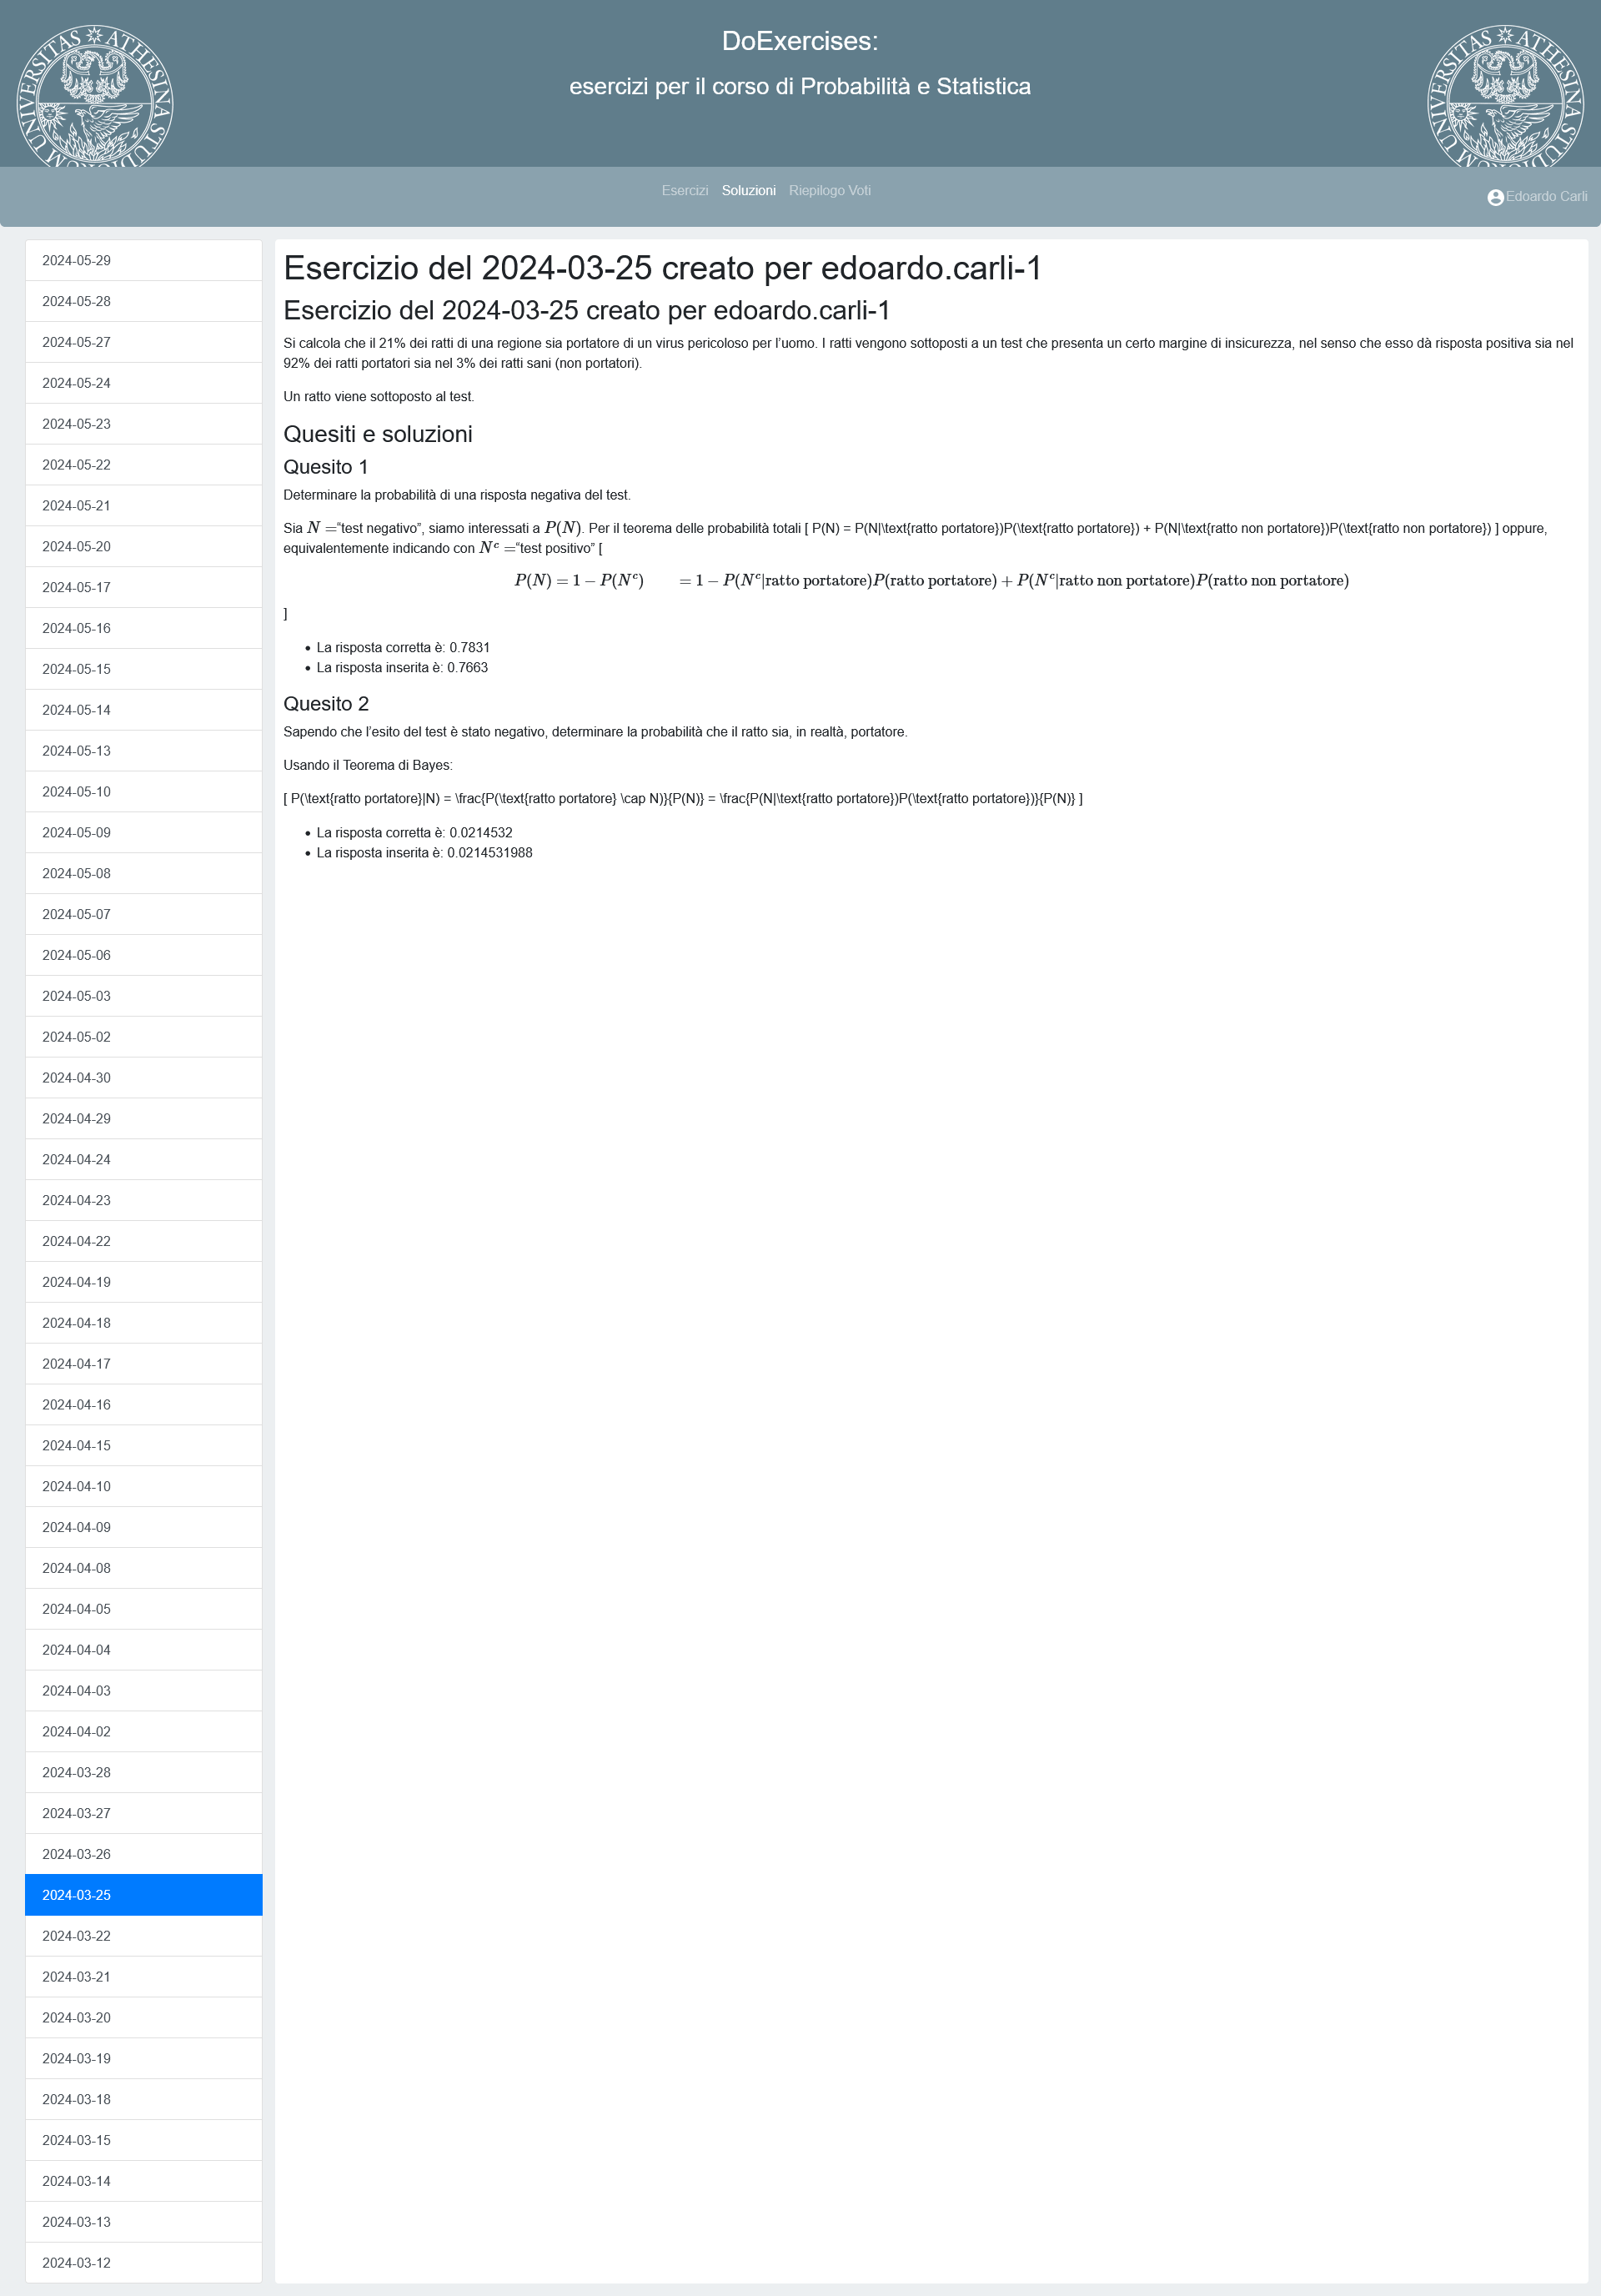 UNIVERSITAS ATHESINA STUDIORUM
DoExercises:
esercizi per il corso di Probabilità e Statistica
UNIVERSITAS ATHESINA STUDIORUM
Esercizi Soluzioni Riepilogo Voti
Edoardo Carli
2024-05-29
2024-05-28
2024-05-27
2024-05-24
2024-05-23
2024-05-22
2024-05-21
2024-05-20
2024-05-17
2024-05-16
2024-05-15
2024-05-14
2024-05-13
2024-05-10
2024-05-09
2024-05-08
2024-05-07
2024-05-06
2024-05-03
2024-05-02
2024-04-30
2024-04-29
2024-04-24
2024-04-23
2024-04-22
2024-04-19
2024-04-18
2024-04-17
2024-04-16
2024-04-15
2024-04-10
2024-04-09
2024-04-08
2024-04-05
2024-04-04
2024-04-03
2024-04-02
2024-03-28
2024-03-27
2024-03-26
2024-03-25
2024-03-22
2024-03-21
2024-03-20
2024-03-19
2024-03-18
2024-03-15
2024-03-14
2024-03-13
2024-03-12
Esercizio del 2024-03-25 creato per edoardo.carli-1
Esercizio del 2024-03-25 creato per edoardo.carli-1
Si calcola che il 21% dei ratti di una regione sia portatore di un virus pericoloso per l’uomo. I ratti vengono sottoposti a un test che presenta un certo margine di insicurezza, nel senso che esso dà risposta positiva sia nel
92% dei ratti portatori sia nel 3% dei ratti sani (non portatori).
Un ratto viene sottoposto al test.
Quesiti e soluzioni
Quesito 1
Determinare la probabilità di una risposta negativa del test.
Sia N =“test negativo”, siamo interessati a P(N). Per il teorema delle probabilità totali [ P(N) = P(N|\text{ratto portatore})P(\text{ratto portatore}) + P(N|\text{ratto non portatore})P(\text{ratto non portatore}) ] oppure,
equivalentemente indicando con N^c =“test positivo” [
P(N) = 1 − P(N^c) = 1 − P(N^c|ratto portatore)P(ratto portatore) + P(N^c|ratto non portatore)P(ratto non portatore)
]
• La risposta corretta è: 0.7831
• La risposta inserita è: 0.7663
Quesito 2
Sapendo che l’esito del test è stato negativo, determinare la probabilità che il ratto sia, in realtà, portatore.
Usando il Teorema di Bayes:
[ P(\text{ratto portatore}|N) = \frac{P(\text{ratto portatore} \cap N)}{P(N)} = \frac{P(N|\text{ratto portatore})P(\text{ratto portatore})}{P(N)} ]
• La risposta corretta è: 0.0214532
• La risposta inserita è: 0.0214531988